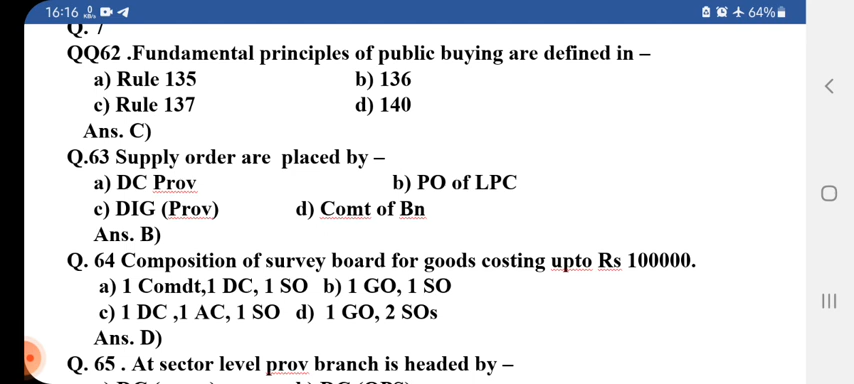 16:16 0 KB/s 64%
Q. 7
QQ62 .Fundamental principles of public buying are defined in –
a) Rule 135 b) 136
c) Rule 137 d) 140
Ans. C)
Q.63 Supply order are placed by –
a) DC Prov b) PO of LPC
c) DIG (Prov) d) Comt of Bn
Ans. B)
Q. 64 Composition of survey board for goods costing upto Rs 100000.
a) 1 Comdt,1 DC, 1 SO b) 1 GO, 1 SO
c) 1 DC ,1 AC, 1 SO d) 1 GO, 2 SOs
Ans. D)
Q. 65 . At sector level prov branch is headed by –